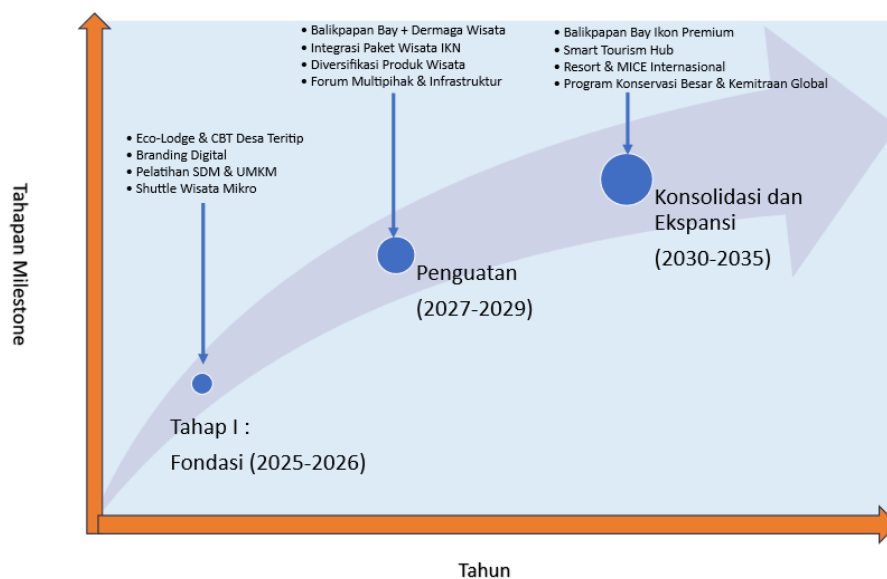 • Balikpapan Bay + Dermaga Wisata
• Integrasi Paket Wisata IKN
• Diversifikasi Produk Wisata
• Forum Multipihak & Infrastruktur
• Balikpapan Bay Ikon Premium
• Smart Tourism Hub
• Resort & MICE Internasional
• Program Konservasi Besar & Kemitraan Global
• Eco-Lodge & CBT Desa Teritip
• Branding Digital
• Pelatihan SDM & UMKM
• Shuttle Wisata Mikro
Tahapan Milestone
Konsolidasi dan
Ekspansi
(2030-2035)
Penguatan
(2027-2029)
Tahap I :
Fondasi (2025-2026)
Tahun